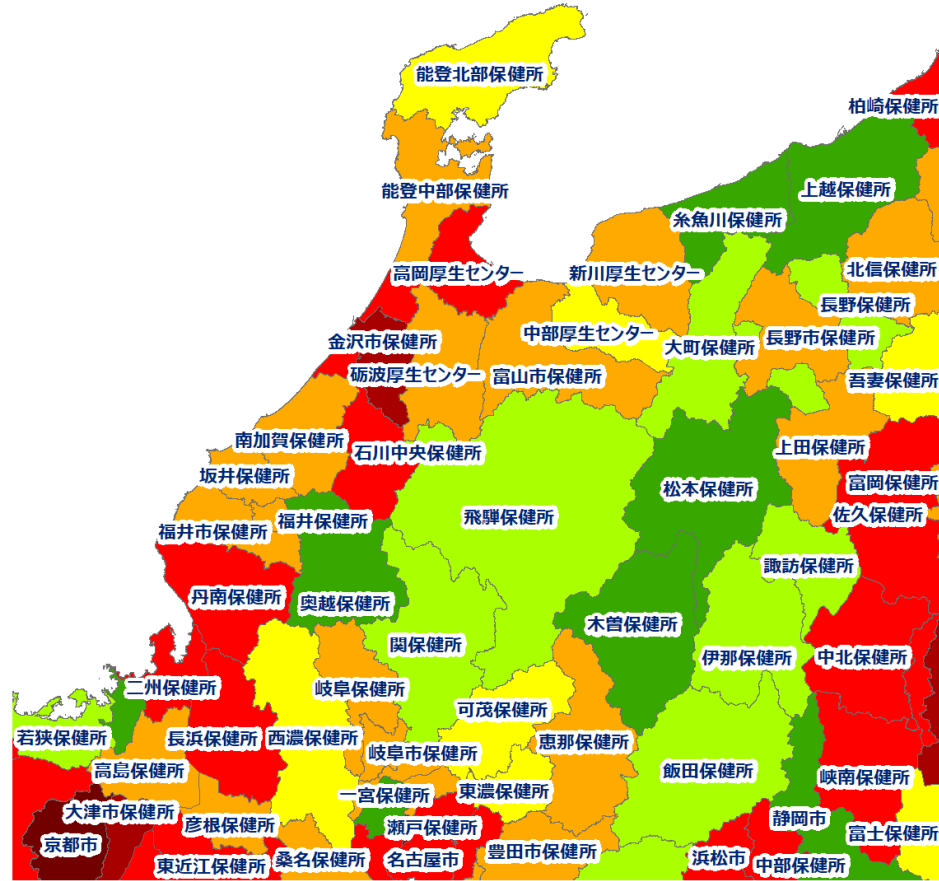 能登北部保健所
柏崎保健所
能登中部保健所
上越保健所
糸魚川保健所
高岡厚生センター
新川厚生センター
北信保健所
長野保健所
金沢市保健所
中部厚生センター
大町保健所
長野市保健所
砺波厚生センター
富山市保健所
吾妻保健所
南加賀保健所
石川中央保健所
上田保健所
坂井保健所
松本保健所
富岡保健所
福井市保健所
福井保健所
飛騨保健所
佐久保健所
諏訪保健所
丹南保健所
奥越保健所
木曽保健所
関保健所
伊那保健所
中北保健所
二州保健所
岐阜保健所
可茂保健所
若狭保健所
長浜保健所
西濃保健所
岐阜市保健所
恵那保健所
高島保健所
飯田保健所
峡南保健所
一宮保健所
東濃保健所
大津市保健所
彦根保健所
瀬戸保健所
静岡市
富士保健所
京都市
東近江保健所
桑名保健所
名古屋市
豊田市保健所
浜松市
中部保健所